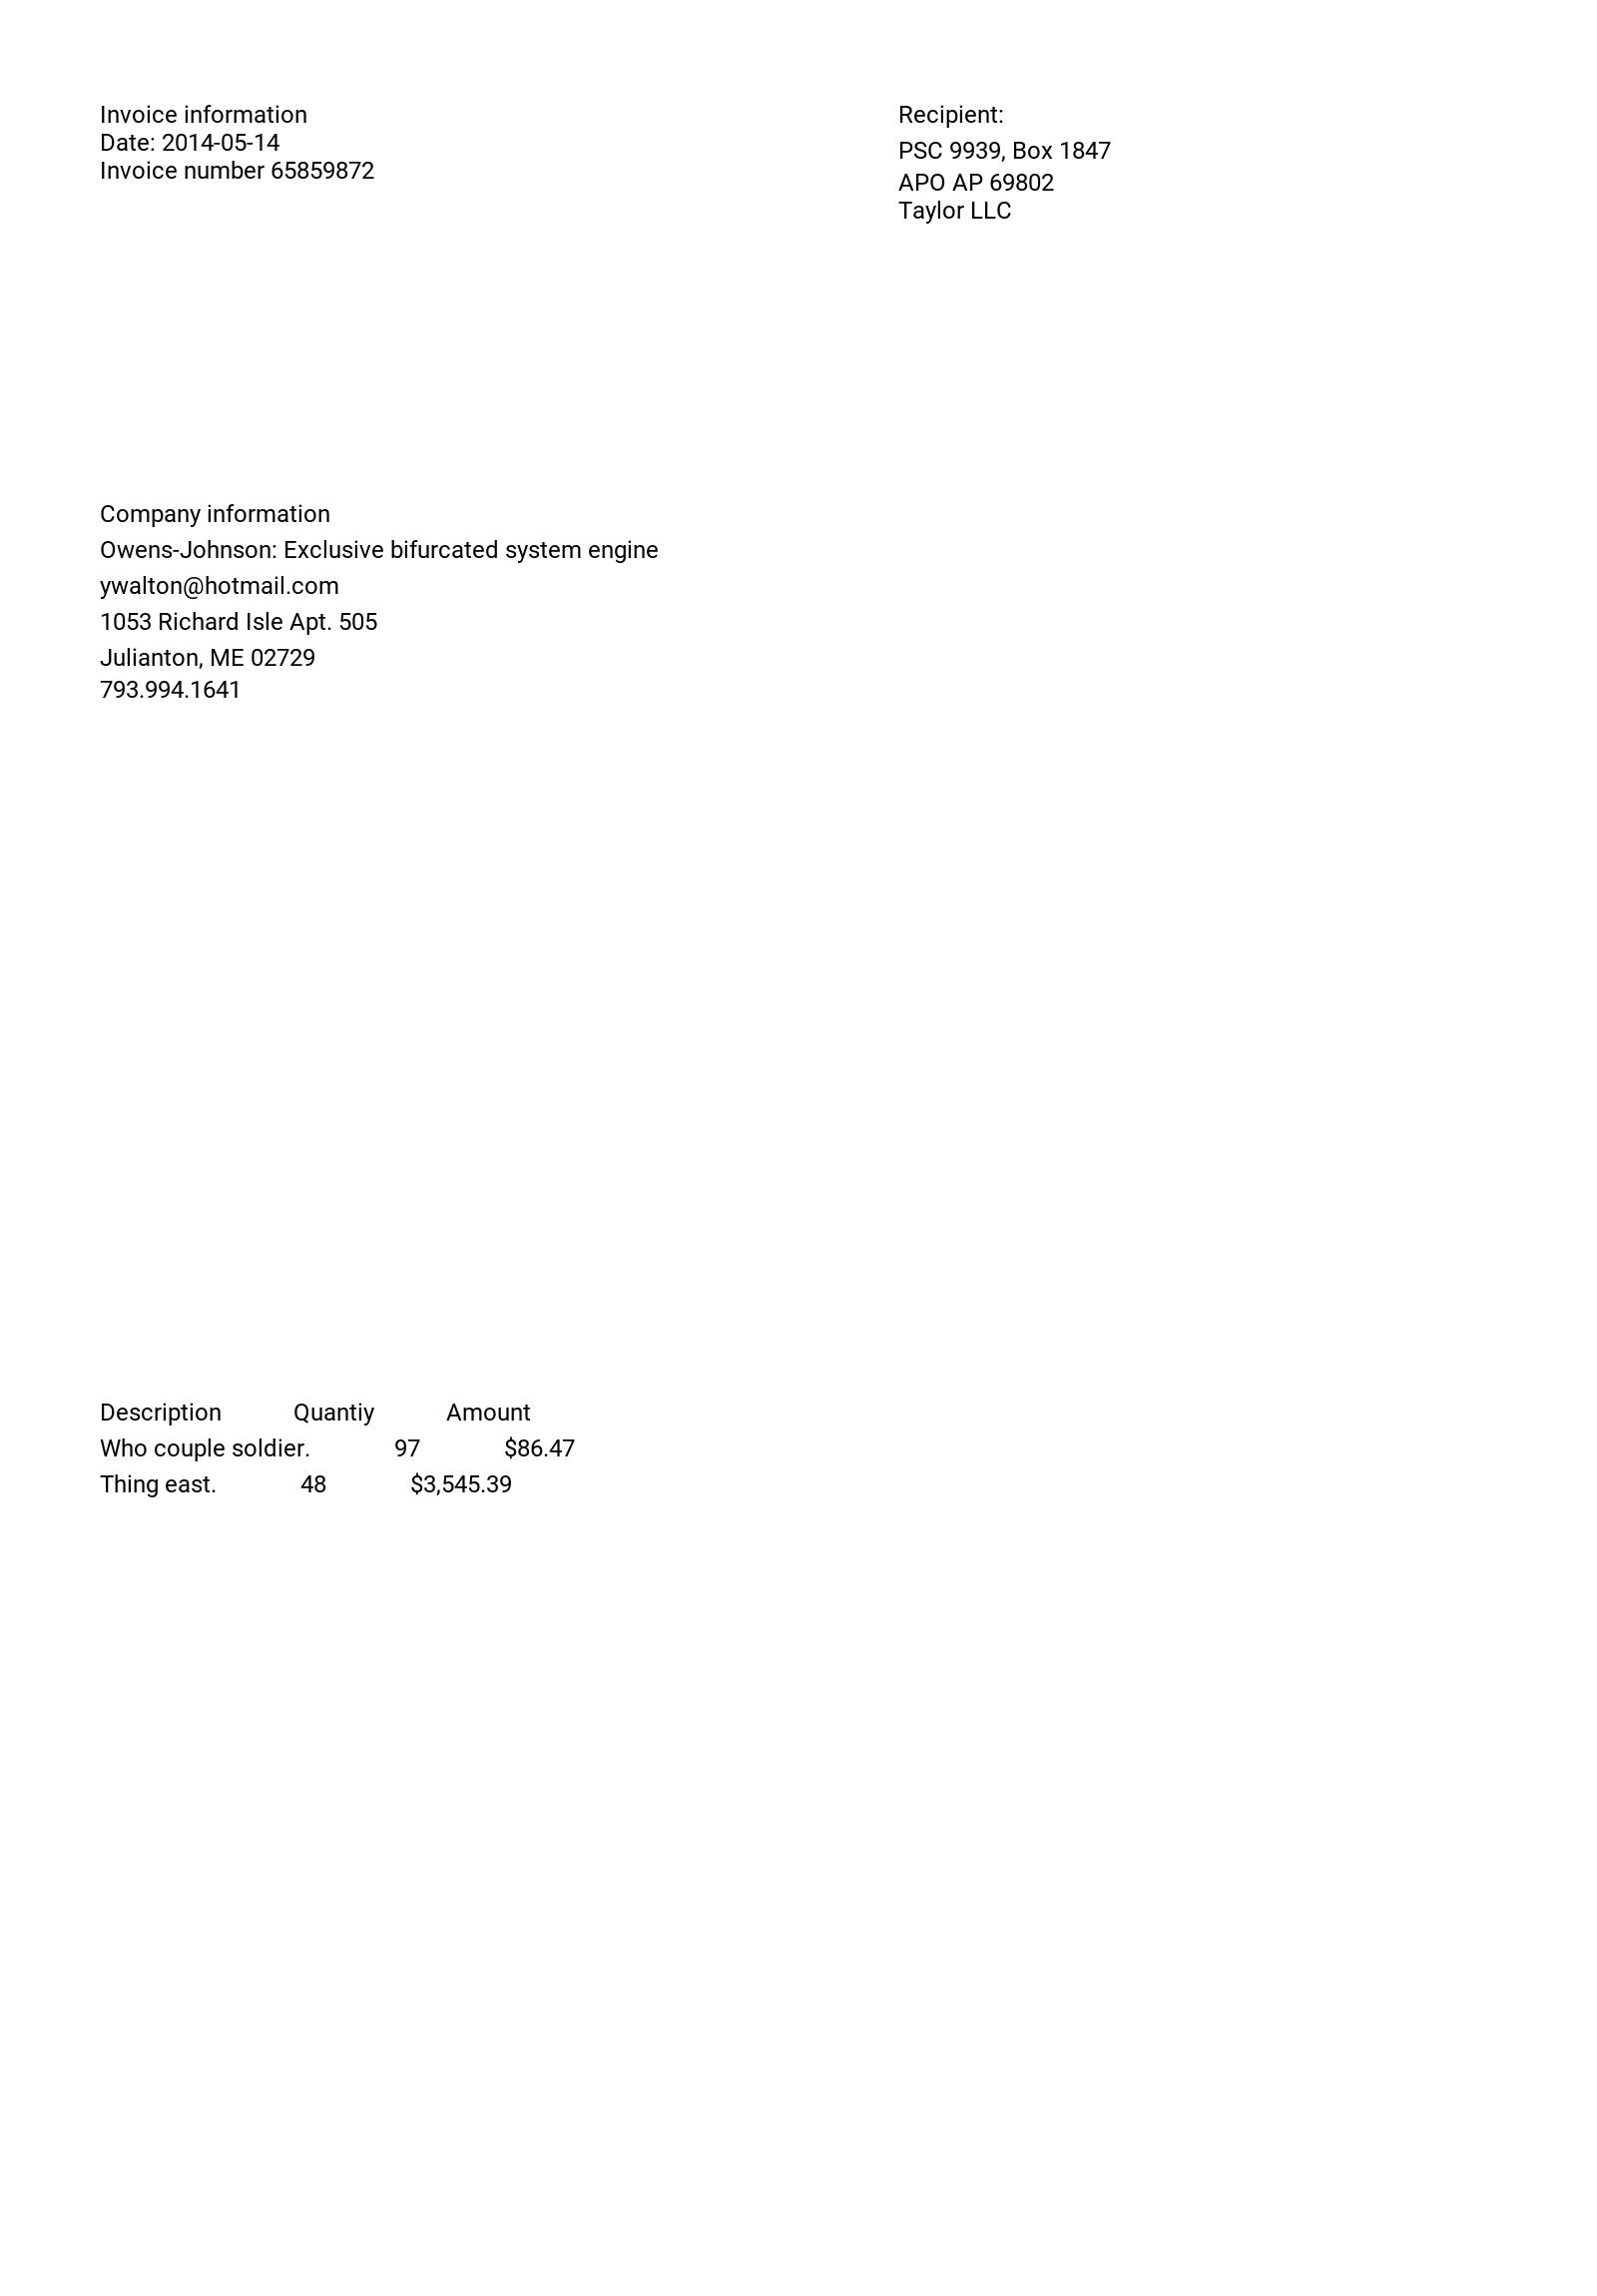 Invoice information
Date: 2014-05-14
Invoice number 65859872
Recipient:
PSC 9939, Box 1847
APO AP 69802
Taylor LLC
Company information
Owens-Johnson: Exclusive bifurcated system engine
ywalton@hotmail.com
1053 Richard Isle Apt. 505
Julianton, ME 02729
793.994.1641
Description Quantiy Amount
Who couple soldier. 97 $86.47
Thing east. 48 $3,545.39